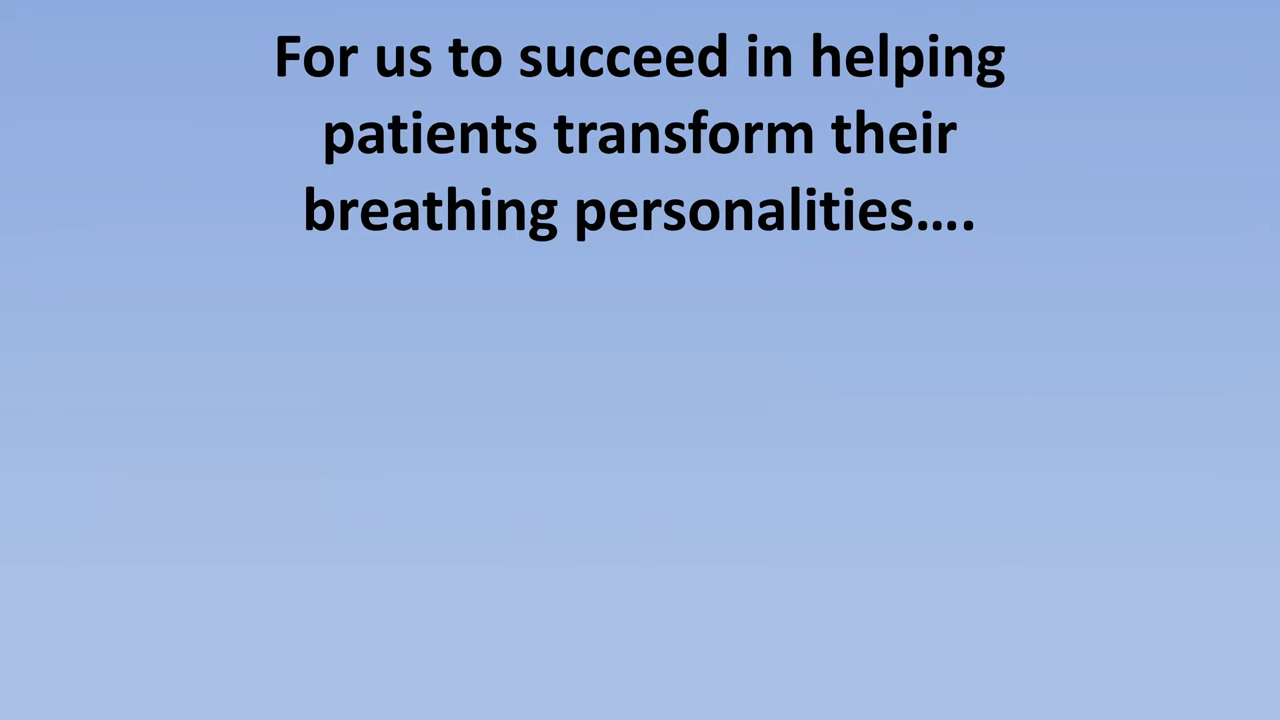 For us to succeed in helping
patients transform their
breathing personalities….